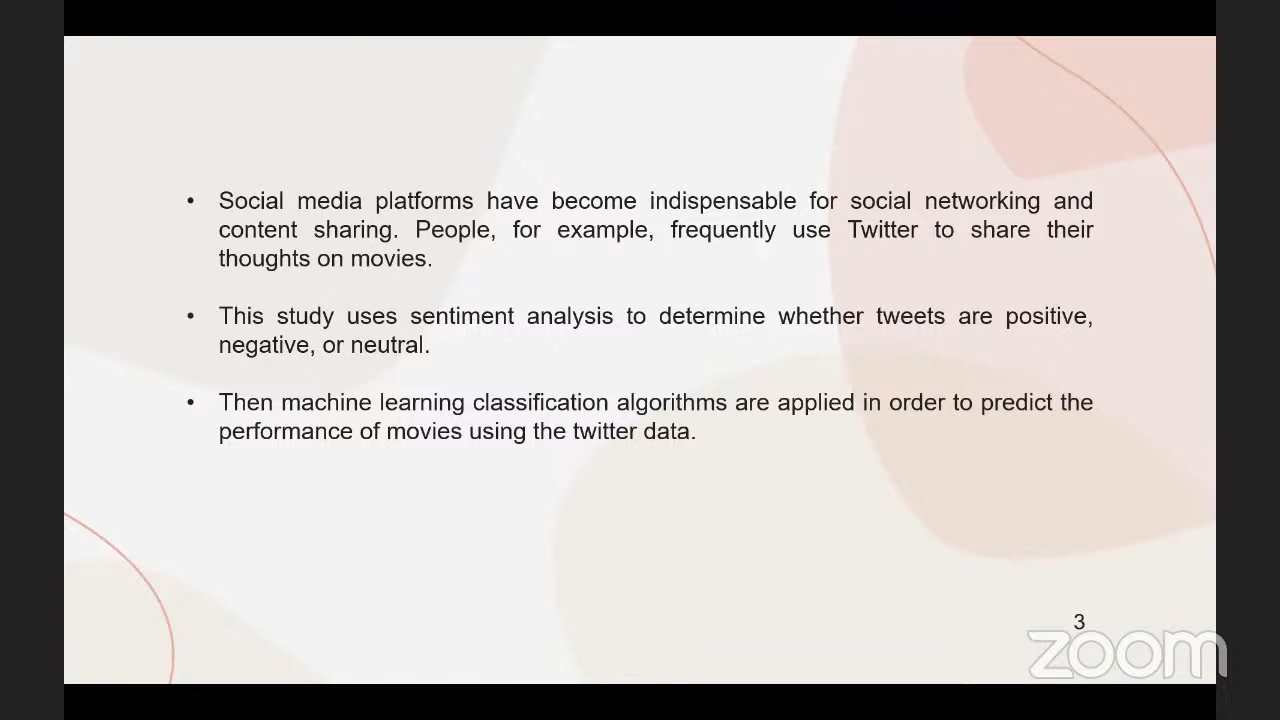 • Social media platforms have become indispensable for social networking and
content sharing. People, for example, frequently use Twitter to share their
thoughts on movies.
• This study uses sentiment analysis to determine whether tweets are positive,
negative, or neutral.
• Then machine learning classification algorithms are applied in order to predict the
performance of movies using the twitter data.
3
zoom